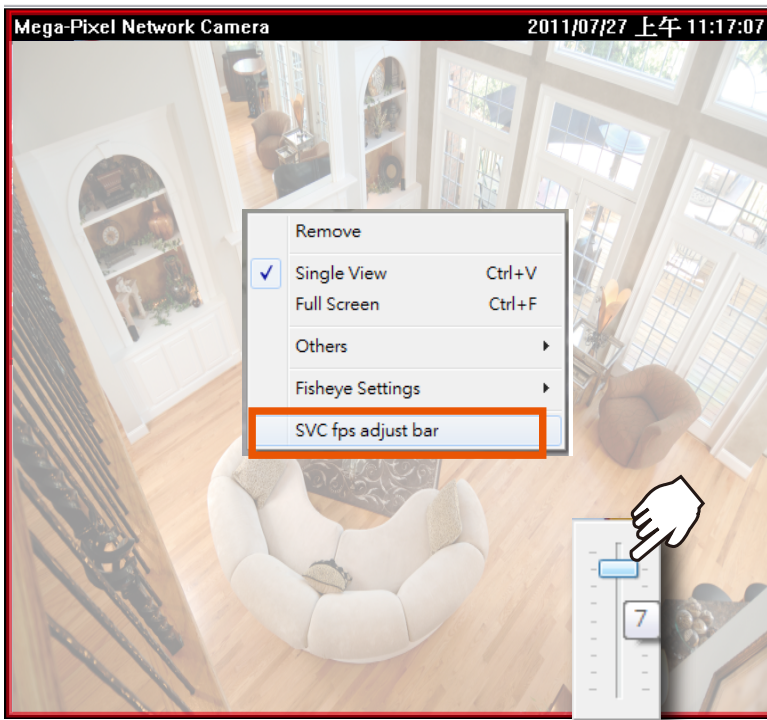 Mega-Pixel Network Camera 2011/07/27 上午 11:17:07
Remove
Single View Ctrl+V
Full Screen Ctrl+F
Others
Fisheye Settings
SVC fps adjust bar
7